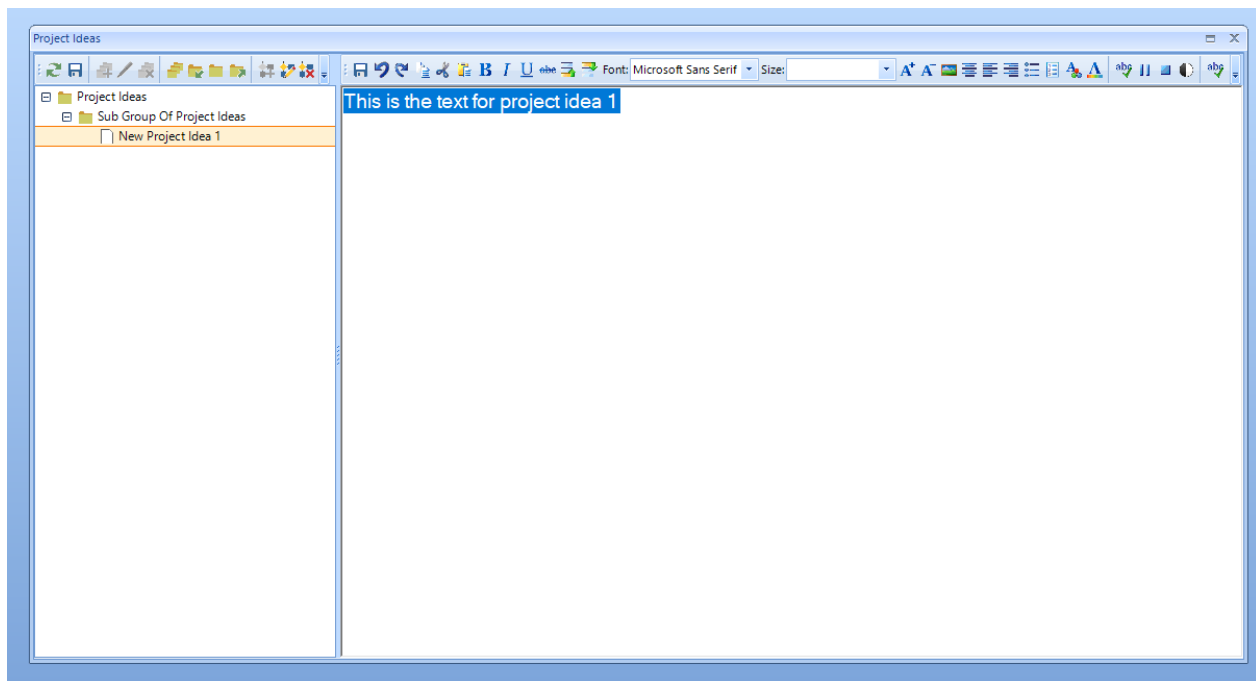 Project Ideas
Font: Microsoft Sans Serif Size:
Project Ideas
Sub Group Of Project Ideas
New Project Idea 1
This is the text for project idea 1